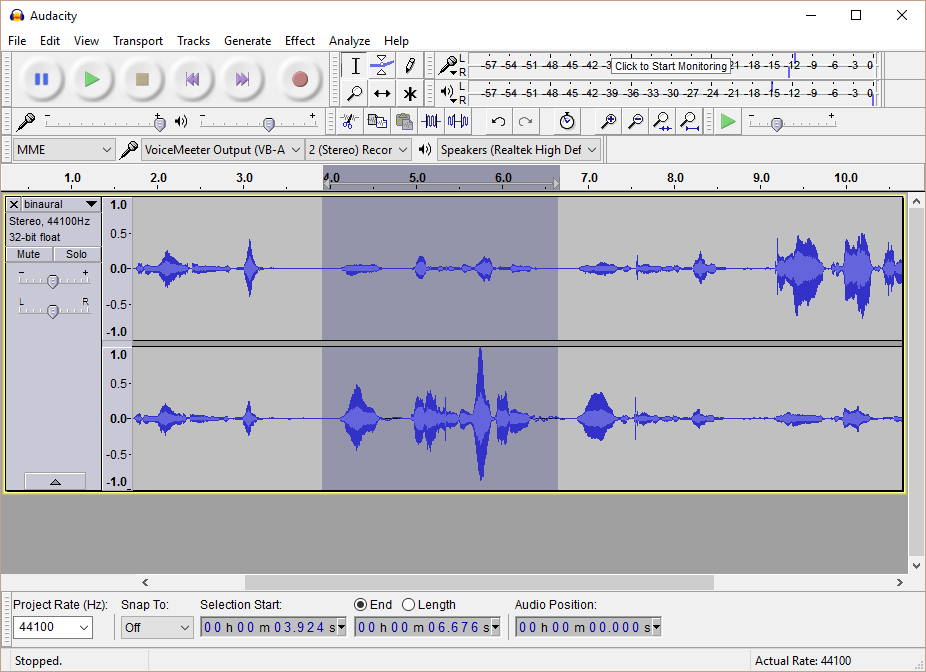 Audacity
File Edit View Transport Tracks Generate Effect Analyze Help
L -57 -54 -51 -48 -45 -42 -3 Click to Start Monitoring 21 -18 -15 -12 -9 -6 -3 0
R
L -57 -54 -51 -48 -45 -42 -39 -36 -33 -30 -27 -24 -21 -18 -15 -12 -9 -6 -3 0
R
- + - + - +
MME VoiceMeeter Output (VB-A 2 (Stereo) Recor Speakers (Realtek High Def
1.0 2.0 3.0 4.0 5.0 6.0 7.0 8.0 9.0 10.0
binaural
Stereo, 44100Hz
32-bit float
Mute Solo
- +
L R
1.0
0.5
0.0
-0.5
-1.0
1.0
0.5
0.0
-0.5
-1.0
Project Rate (Hz): Snap To: Selection Start: End Length Audio Position:
44100 Off 00 h 00 m 03.924 s 00 h 00 m 06.676 s 00 h 00 m 00.000 s
Stopped. Actual Rate: 44100